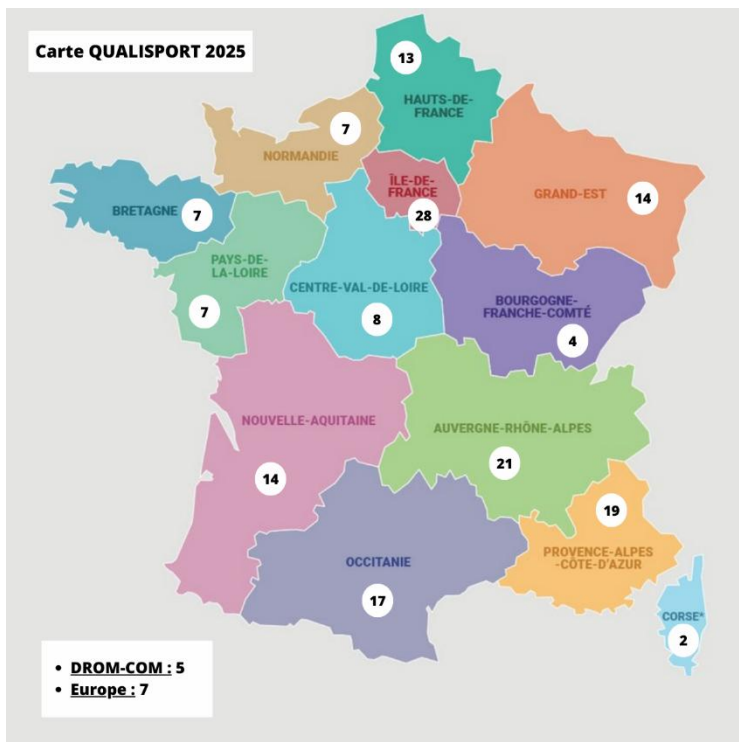 Carte QUALISPORT 2025
13
HAUTS-DE-
FRANCE
7
NORMANDIE
ÎLE-DE-
FRANCE
28
GRAND-EST
14
BRETAGNE
7
PAYS-DE-
LA-LOIRE
7
CENTRE-VAL-DE-LOIRE
8
BOURGOGNE-
FRANCHE-COMTÉ
4
NOUVELLE-AQUITAINE
14
AUVERGNE-RHÔNE-ALPES
21
19
PROVENCE-ALPES
-CÔTE-D'AZUR
OCCITANIE
17
CORSE*
2
• DROM-COM : 5
• Europe : 7